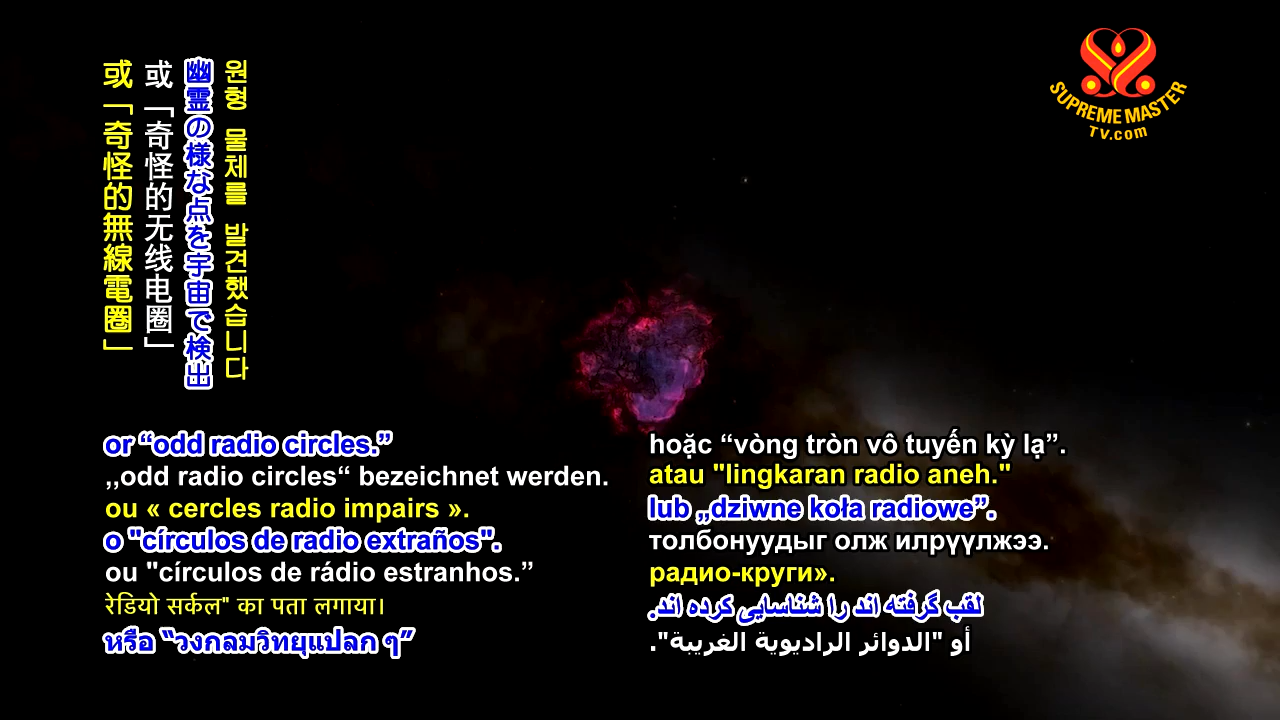 SUPREME MASTER
TV.com
원형 물체를 발견했습니다
幽霊の様な点を宇宙で検出
或「奇怪的无线电圈」
或「奇怪的無線電圈」
or “odd radio circles.”
,,odd radio circles“ bezeichnet werden.
ou « cercles radio impairs ».
o "círculos de radio extraños".
ou "círculos de rádio estranhos.”
रेडियो सर्कल" का पता लगाया।
หรือ “วงกลมวิทยุแปลก ๆ”
hoặc “vòng tròn vô tuyến kỳ lạ”.
atau "lingkaran radio aneh."
lub „dziwne koła radiowe”.
толбонуудыг олж илрүүлжээ.
радио-круги».
لقب گرفته اند را شناسایی کرده اند.
أو "الدوائر الراديوية الغريبة".